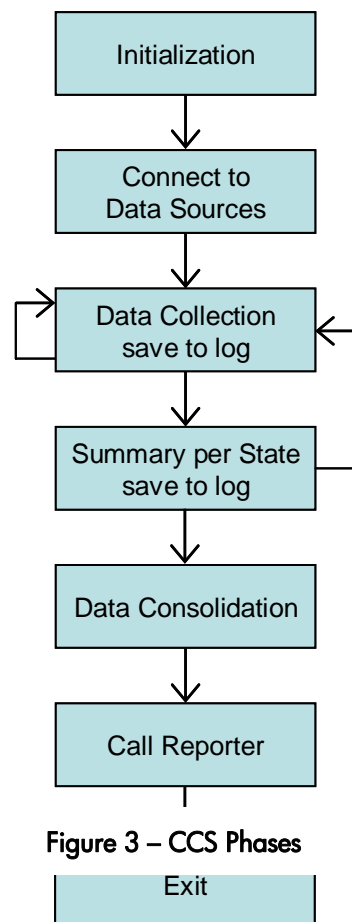 Initialization
Connect to
Data Sources
Data Collection
save to log
Summary per State
save to log
Data Consolidation
Call Reporter
Figure 3 – CCS Phases
Exit